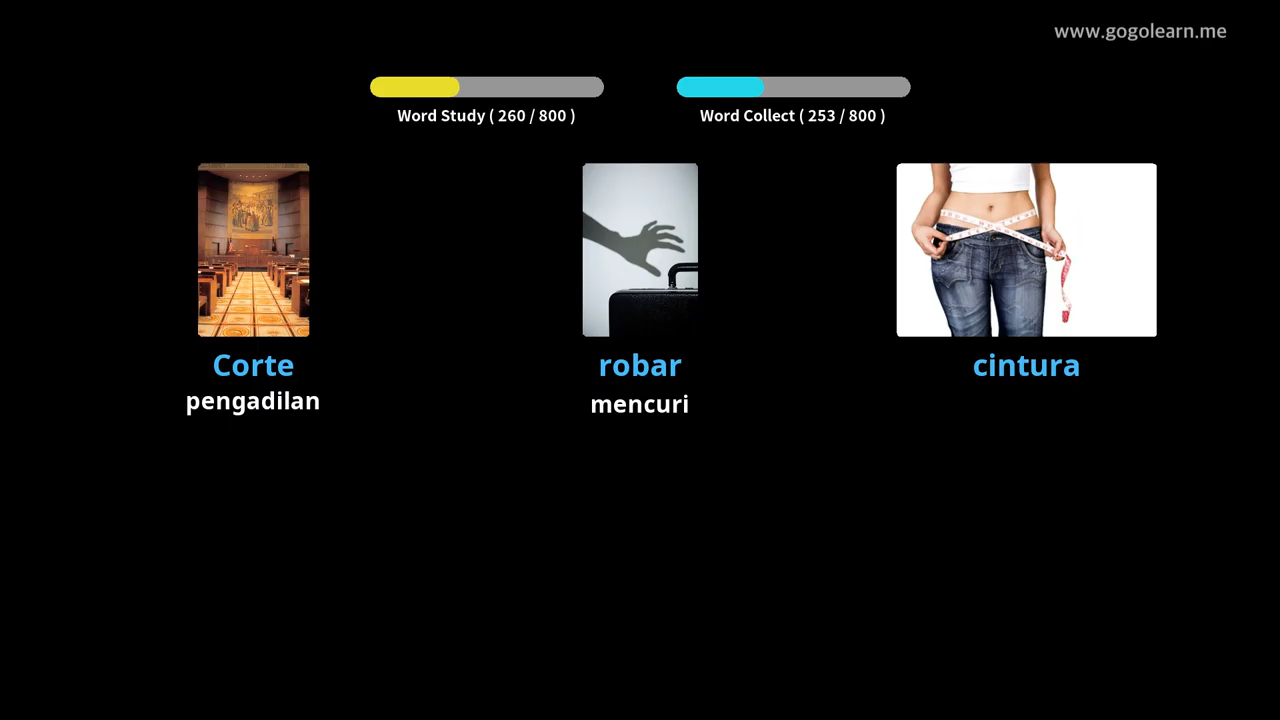 www.gogolearn.me
Word Study ( 260 / 800 )
Word Collect ( 253 / 800 )
Corte
pengadilan
robar
mencuri
cintura